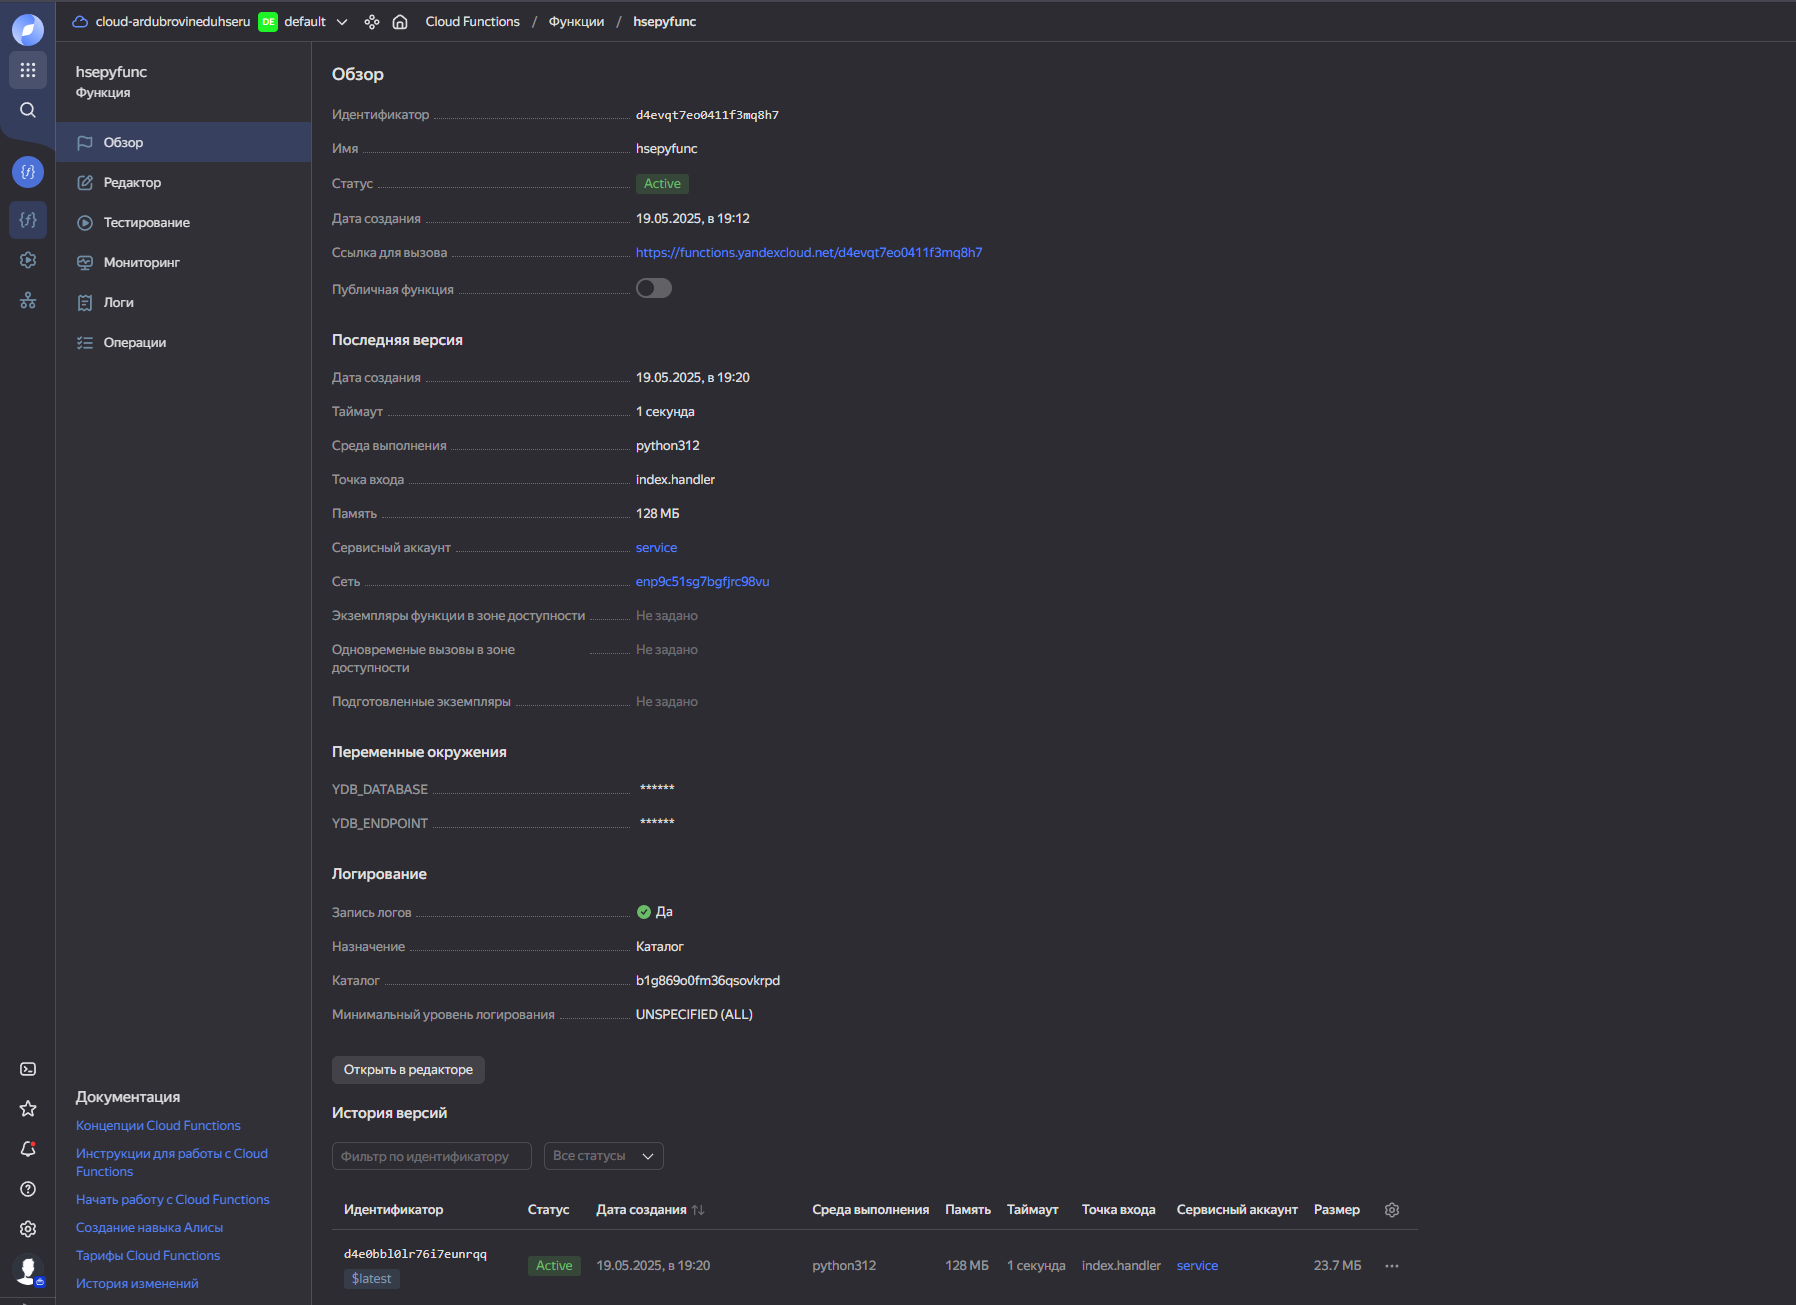 cloud-ardubrovineduhseru DE default Cloud Functions / Функции / hsepyfunc
hsepyfunc
Функция
Обзор
Редактор
Тестирование
Мониторинг
Логи
Операции
Документация
Концепции Cloud Functions
Инструкции для работы с Cloud
Functions
Начать работу с Cloud Functions
Создание навыка Алисы
Тарифы Cloud Functions
История изменений
Обзор
Идентификатор d4evqt7eo0411f3mq8h7
Имя hsepyfunc
Статус Active
Дата создания 19.05.2025, в 19:12
Ссылка для вызова https://functions.yandexcloud.net/d4evqt7eo0411f3mq8h7
Публичная функция
Последняя версия
Дата создания 19.05.2025, в 19:20
Таймаут 1 секунда
Среда выполнения python312
Точка входа index.handler
Память 128 МБ
Сервисный аккаунт service
Сеть enp9c51sg7bgfjrc98vu
Экземпляры функции в зоне доступности Не задано
Одновременые вызовы в зоне Не задано
доступности
Подготовленные экземпляры Не задано
Переменные окружения
YDB_DATABASE ******
YDB_ENDPOINT ******
Логирование
Запись логов Да
Назначение Каталог
Каталог b1g869o0fm36qsovkrpd
Минимальный уровень логирования UNSPECIFIED (ALL)
Открыть в редакторе
История версий
Фильтр по идентификатору Все статусы
Идентификатор Статус Дата создания Среда выполнения Память Таймаут Точка входа Сервисный аккаунт Размер
d4e0bbl0lr76i7eunrqq Active 19.05.2025, в 19:20 python312 128 МБ 1 секунда index.handler service 23.7 МБ
$latest